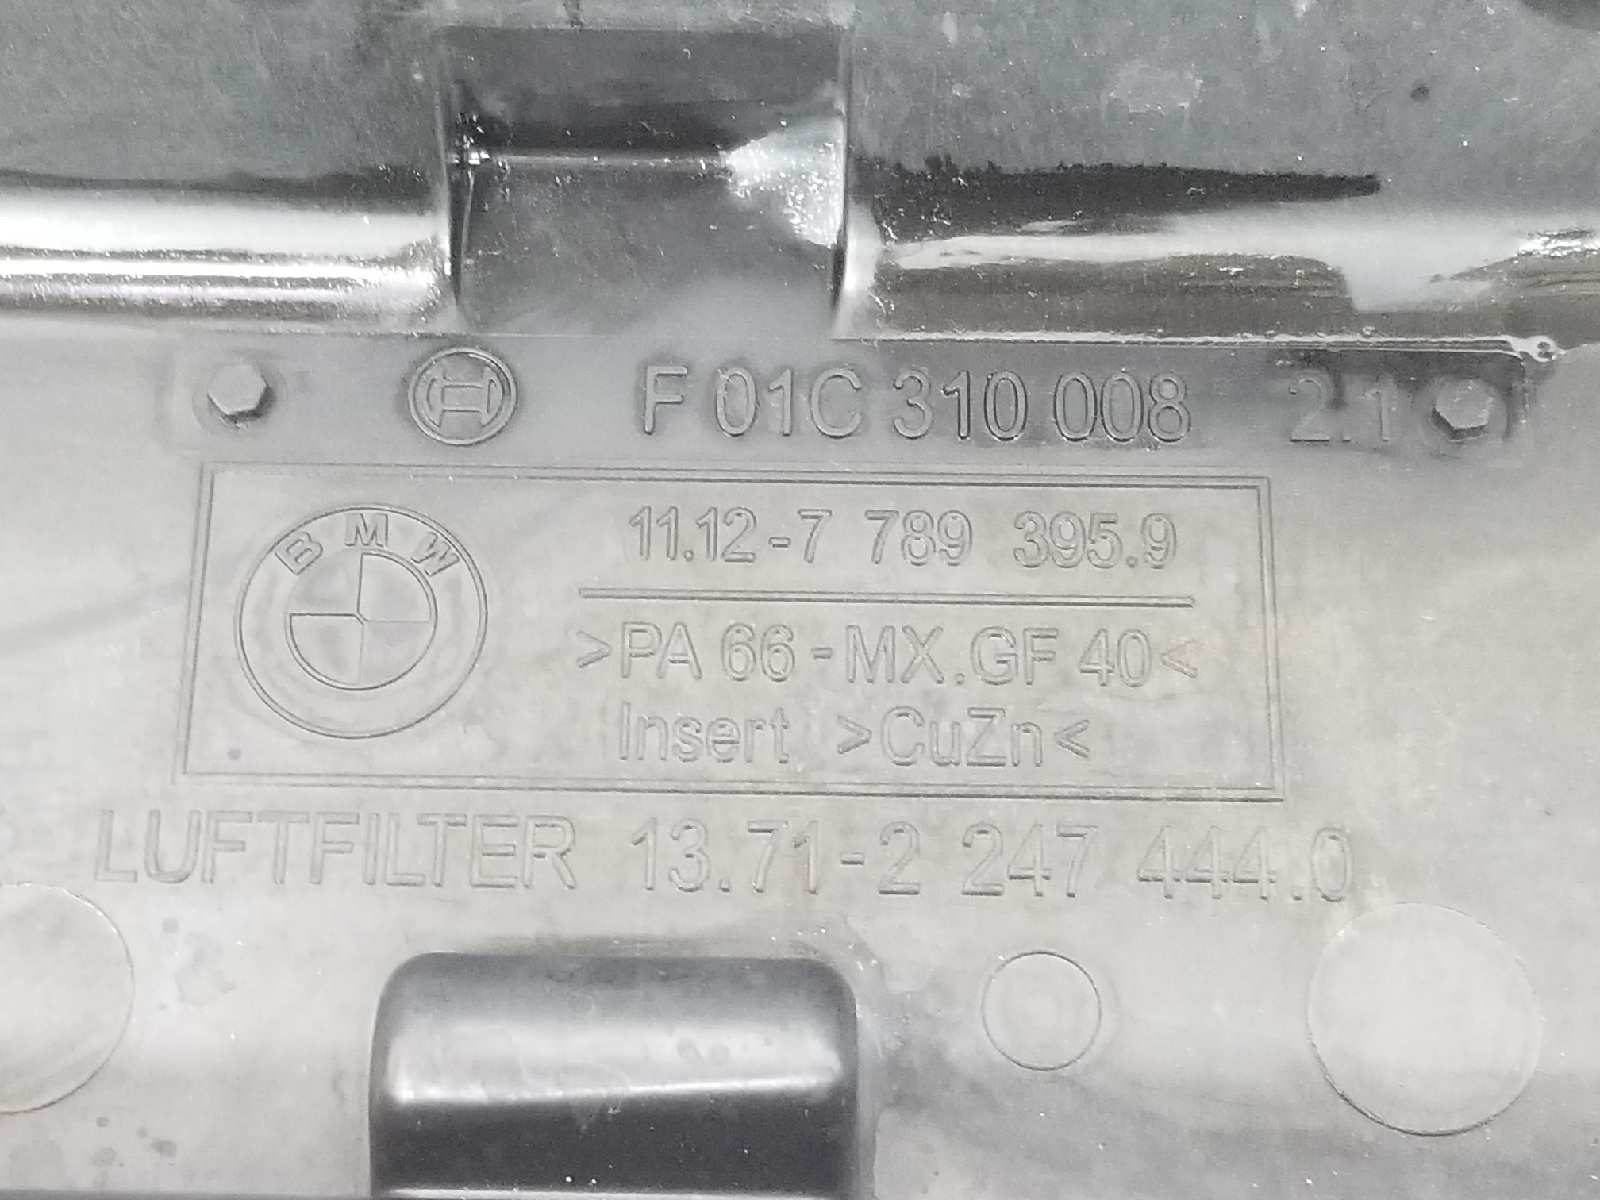 F 01C 310 008 2.1
BMW
11.12-7 789 395.9
>PA 66-MX.GF 40<
Insert >CuZn<
LUFTFILTER 13.71-2 247 444.0